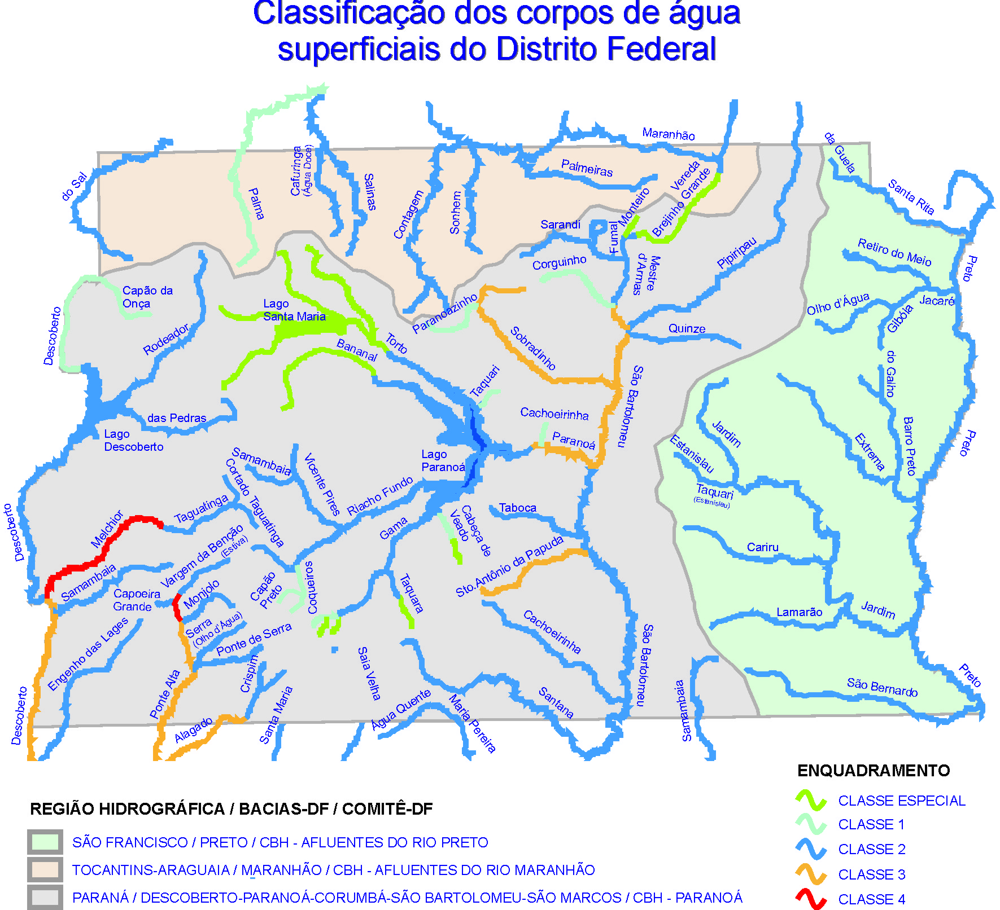 Classificação dos corpos de água
superficiais do Distrito Federal
Maranhão
da Guela
Cafuringa
(Água Doce)
Palmeiras
Vereda
do Sal
Palma
Salinas
Contagem
Sonhem
Monteiro
Brejinho Grande
Santa Rita
Sarandi
Fumal
Corguinho
Mestre
d'Armas
Pipiripau
Retiro do Meio
Preto
Capão da
Onça
Lago
Santa Maria
Paranoazinho
Olho d'Água
Jacaré
Gibóia
Descoberto
Rodeador
Bananal
Torto
Sobradinho
Quinze
do Galho
Taquari
São Bartolomeu
das Pedras
Cachoeirinha
Lago
Descoberto
Paranoá
Jardim
Barro Preto
Preto
Samambaia
Cortado Taguatinga
Vicente Pires
Lago
Paranoá
Estanislau
Extrema
Riacho Fundo
Taquari
(Estanislau)
Descoberto
Melchior
Taguatinga
Gama
Cabeça de
Veado
Taboca
Vargem da Benção
(Estiva)
Sto.Antônio da Papuda
Cariru
Samambaia
Capoeira
Grande
Monjolo
Capão
Preto
Coqueiros
Taquara
Serra
(Olho d'Água)
Cachoeirinha
Lamarão
Jardim
Engenho das Lages
Ponte de Serra
São Bartolomeu
Crispim
Saia Velha
Ponte Alta
Descoberto
Alagado
Santa Maria
Água Quente
Maria Pereira
Santana
Samambaia
São Bernardo
Preto
ENQUADRAMENTO
CLASSE ESPECIAL
CLASSE 1
CLASSE 2
CLASSE 3
CLASSE 4
REGIÃO HIDROGRÁFICA / BACIAS-DF / COMITÊ-DF
SÃO FRANCISCO / PRETO / CBH - AFLUENTES DO RIO PRETO
TOCANTINS-ARAGUAIA / MARANHÃO / CBH - AFLUENTES DO RIO MARANHÃO
PARANÁ / DESCOBERTO-PARANOÁ-CORUMBÁ-SÃO BARTOLOMEU-SÃO MARCOS / CBH - PARANOÁ